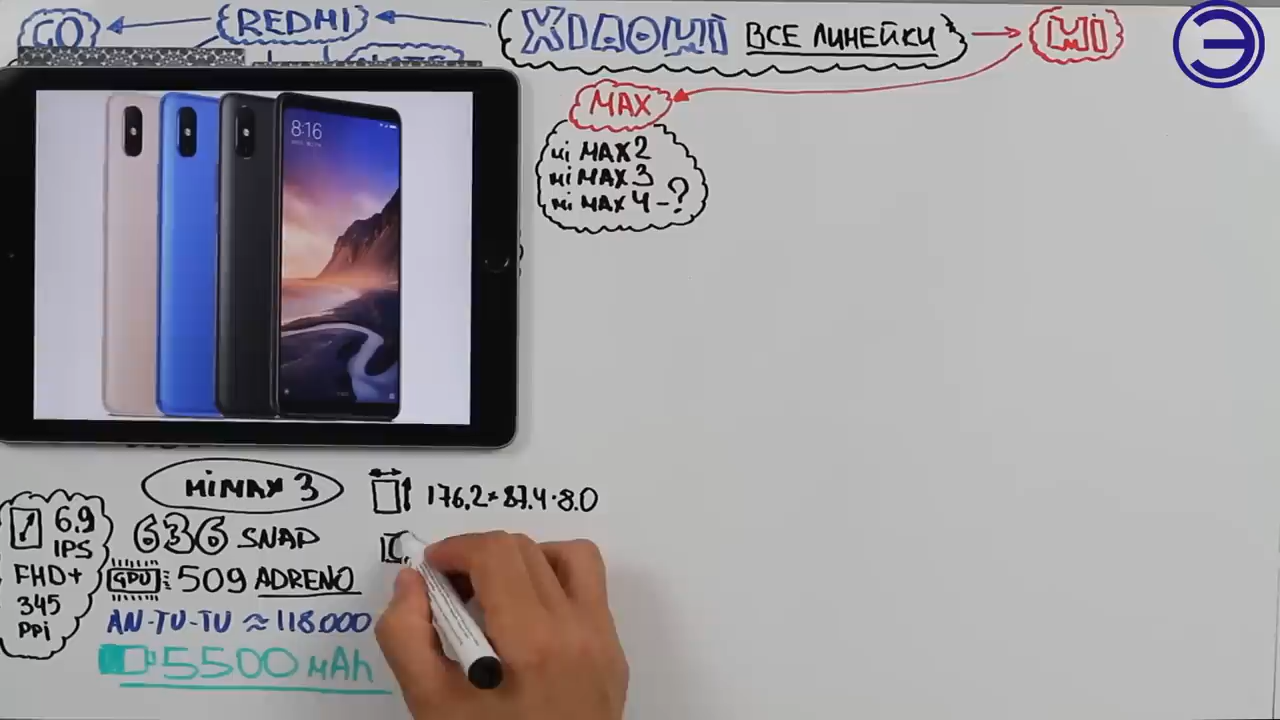 GO
REDMI
XIAOMI ВСЕ ЛИНЕЙКИ
MI
Э
NOTE
MAX
Mi MAX 2
Mi MAX 3
Mi MAX 4 - ?
8:16
Mi MAX 3
176,2 × 87.4 · 8.0
6.9
IPS
FHD+
345
PPi
636 SNAP
GPU 509 ADRENO
AN-TU-TU ≈ 118.000
5500 mAh